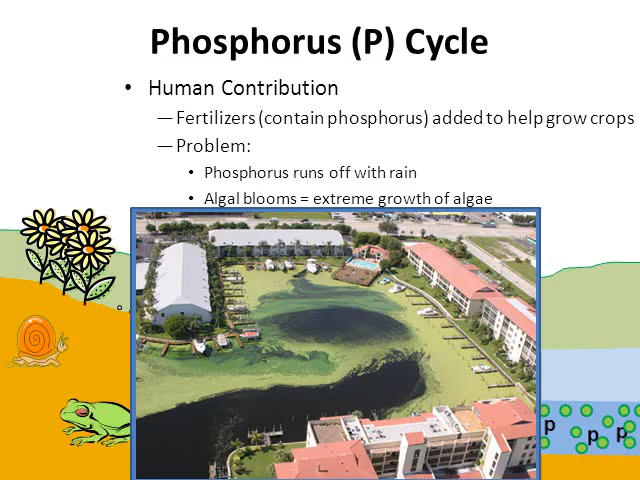 Phosphorus (P) Cycle
• Human Contribution
—Fertilizers (contain phosphorus) added to help grow crops
—Problem:
• Phosphorus runs off with rain
• Algal blooms = extreme growth of algae
p
p
p